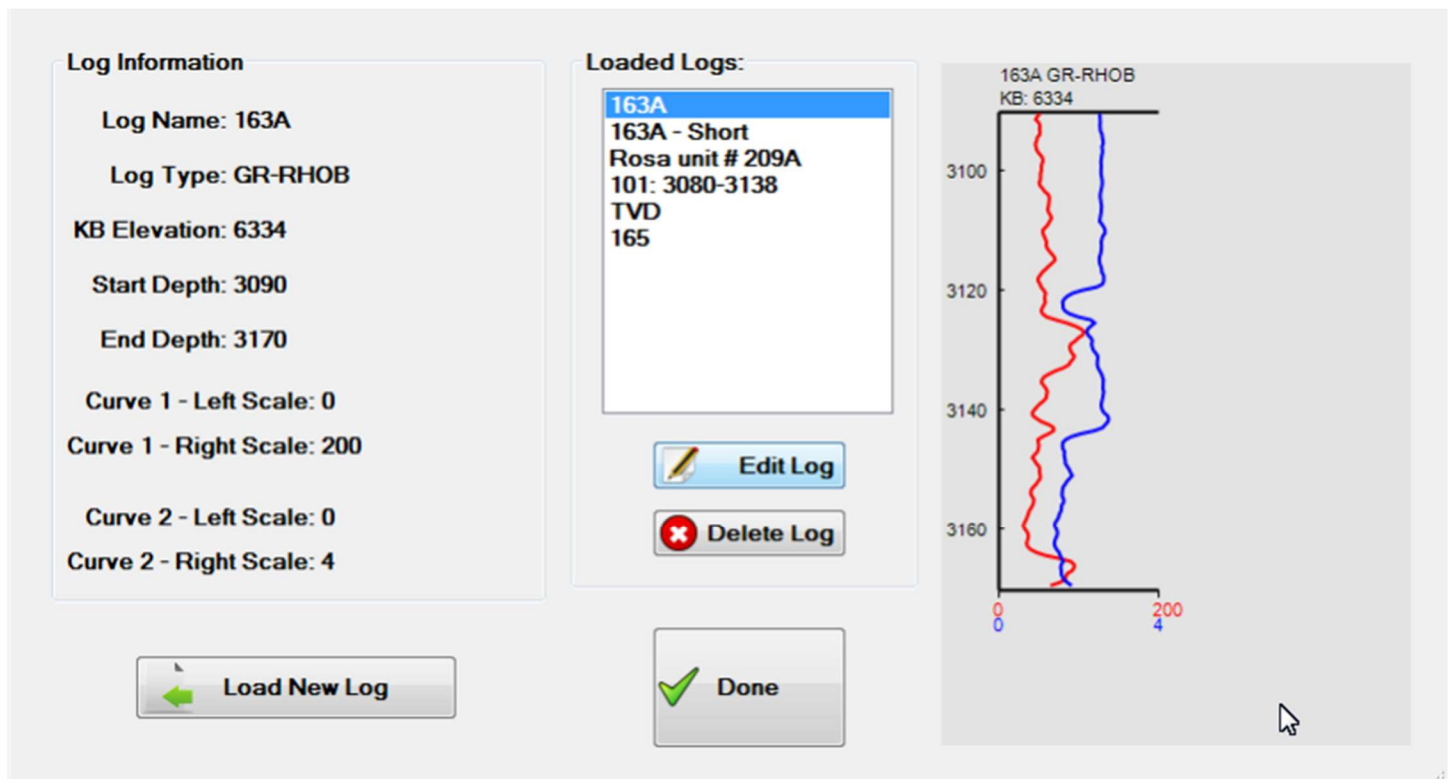 Log Information
Log Name: 163A
Log Type: GR-RHOB
KB Elevation: 6334
Start Depth: 3090
End Depth: 3170
Curve 1 - Left Scale: 0
Curve 1 - Right Scale: 200
Curve 2 - Left Scale: 0
Curve 2 - Right Scale: 4
Load New Log
Loaded Logs:
163A
163A - Short
Rosa unit # 209A
101: 3080-3138
TVD
165
Edit Log
Delete Log
Done
163A GR-RHOB
KB: 6334
3100
3120
3140
3160
0 200
0 4